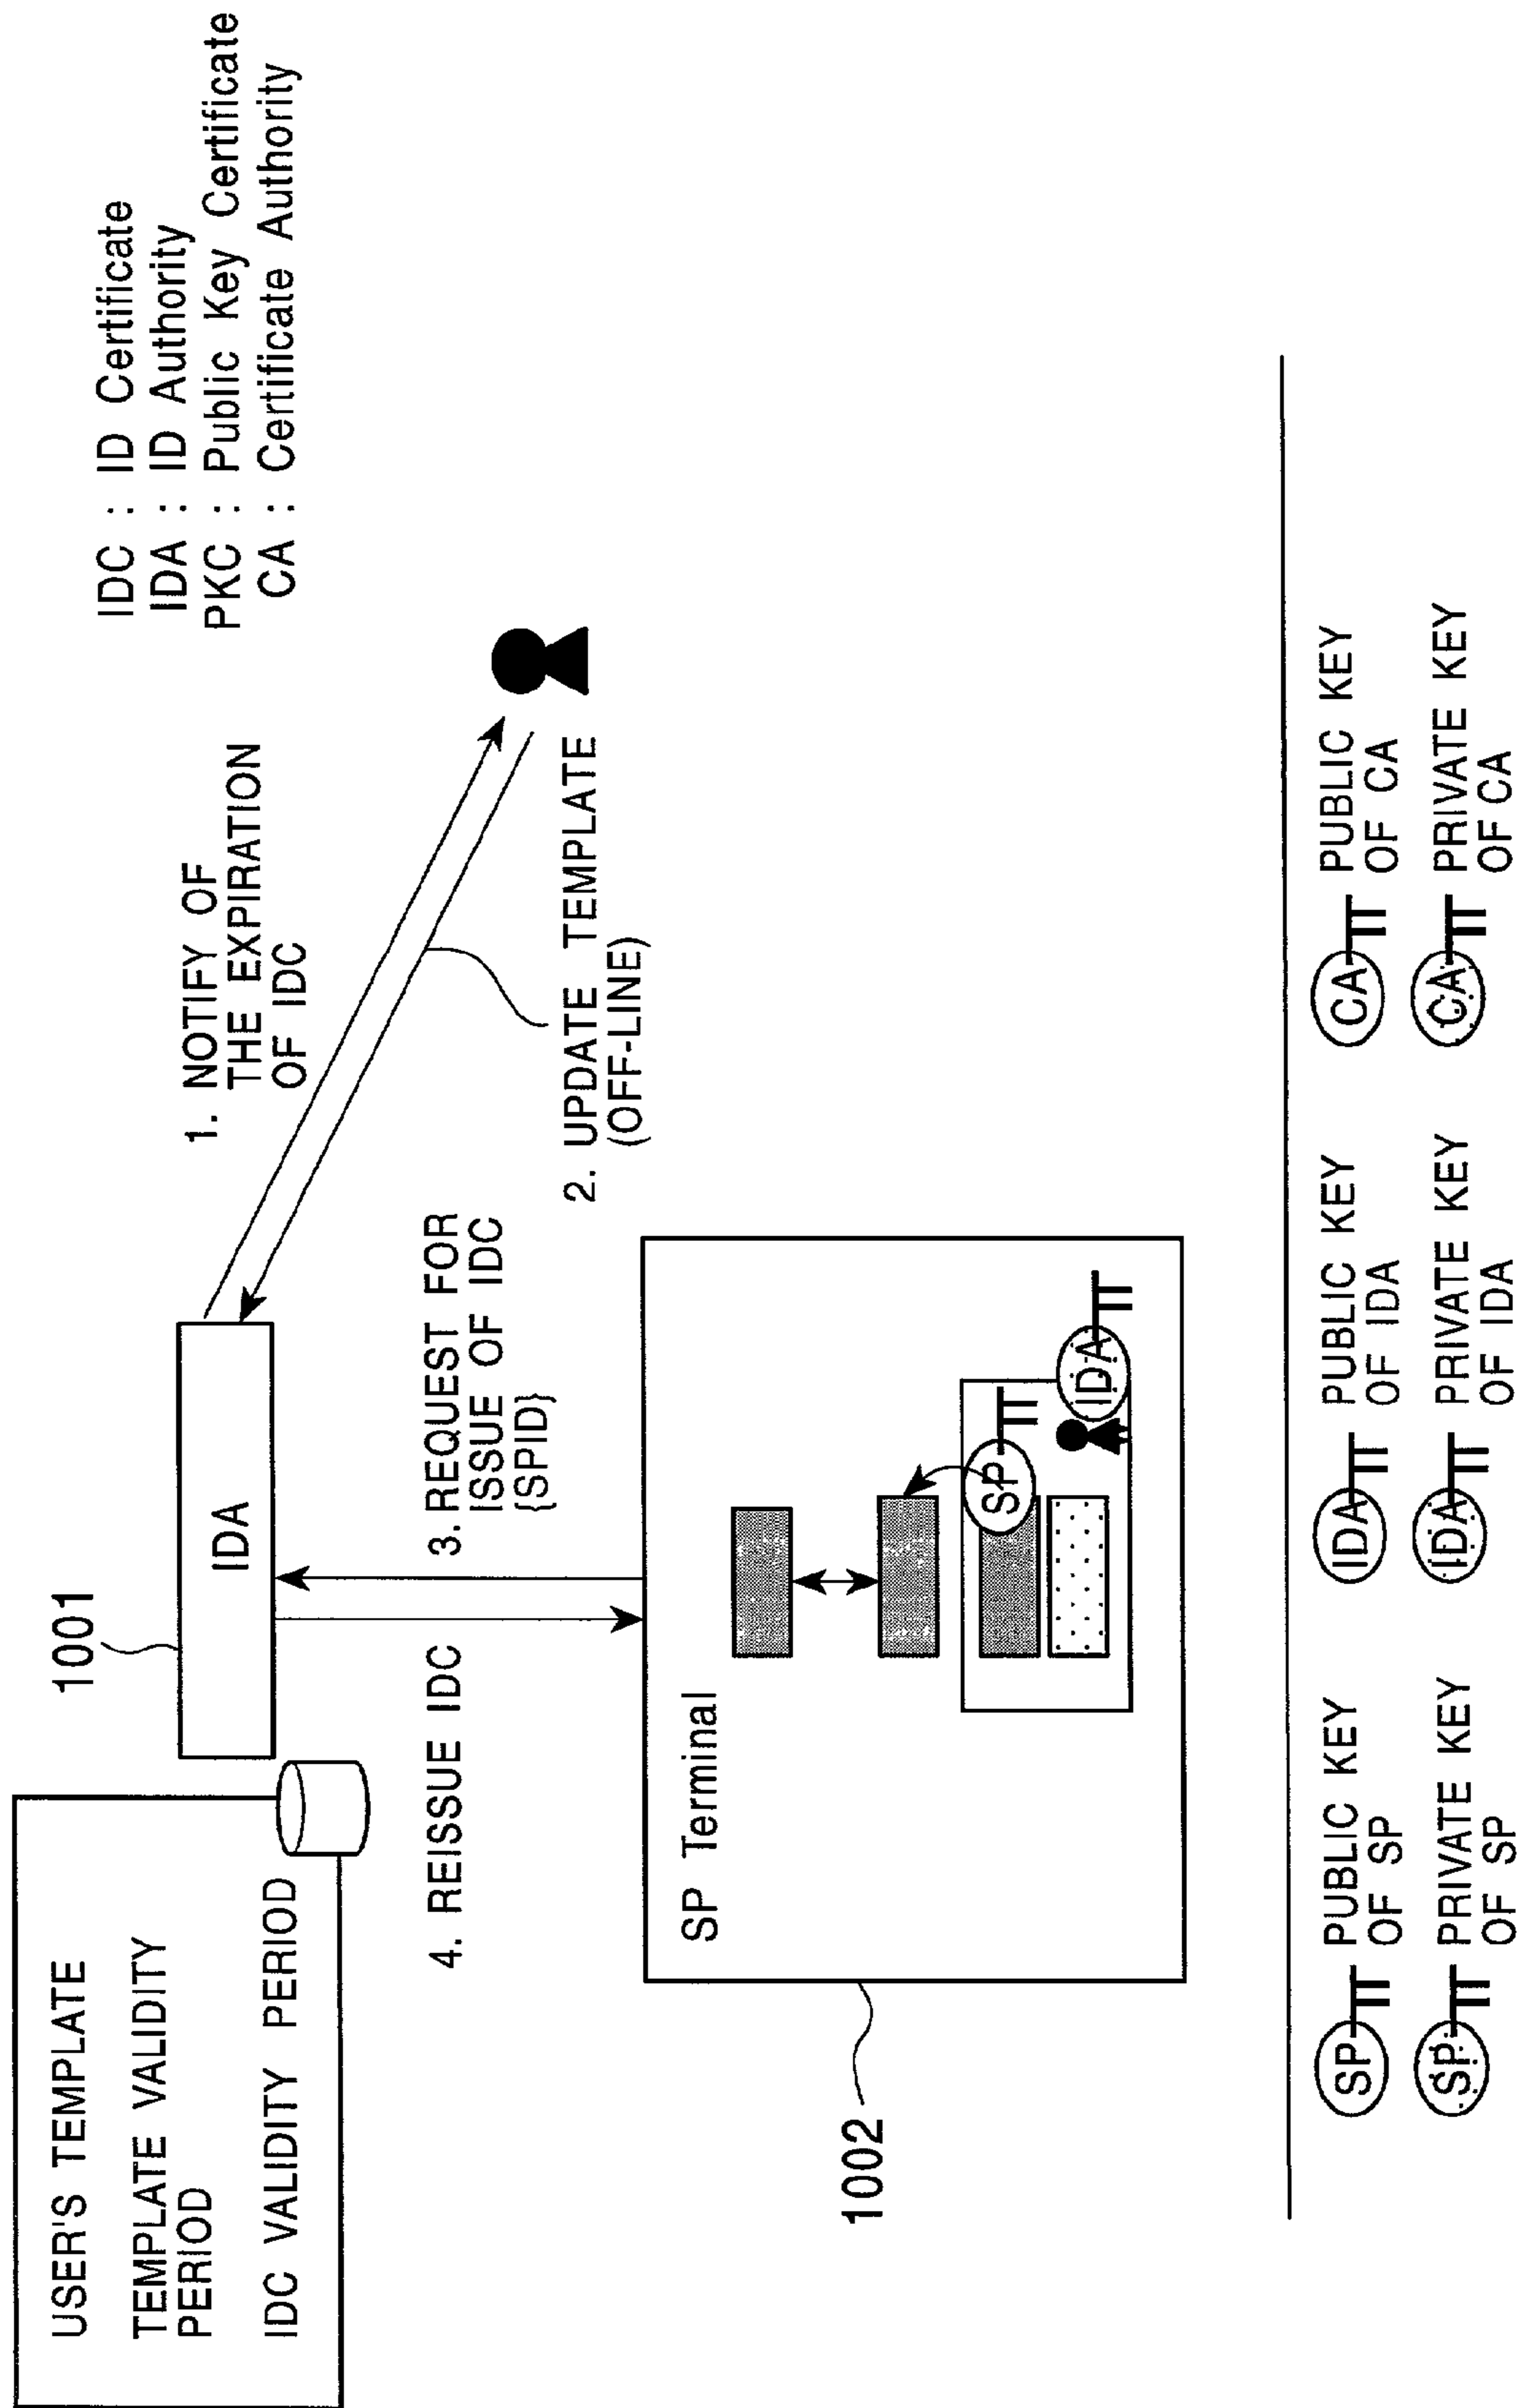 USER'S TEMPLATE
TEMPLATE VALIDITY
PERIOD
IDC VALIDITY PERIOD
1001
IDA
1. NOTIFY OF
THE EXPIRATION
OF IDC
IDC : ID Certificate
IDA : ID Authority
PKC : Public Key Certificate
CA : Certificate Authority
2. UPDATE TEMPLATE
(OFF-LINE)
3. REQUEST FOR
ISSUE OF IDC
{SPID}
4. REISSUE IDC
1002
SP Terminal
SP
IDA
SP
PUBLIC KEY
OF SP
IDA
PUBLIC KEY
OF IDA
CA
PUBLIC KEY
OF CA
SP
PRIVATE KEY
OF SP
IDA
PRIVATE KEY
OF IDA
CA
PRIVATE KEY
OF CA